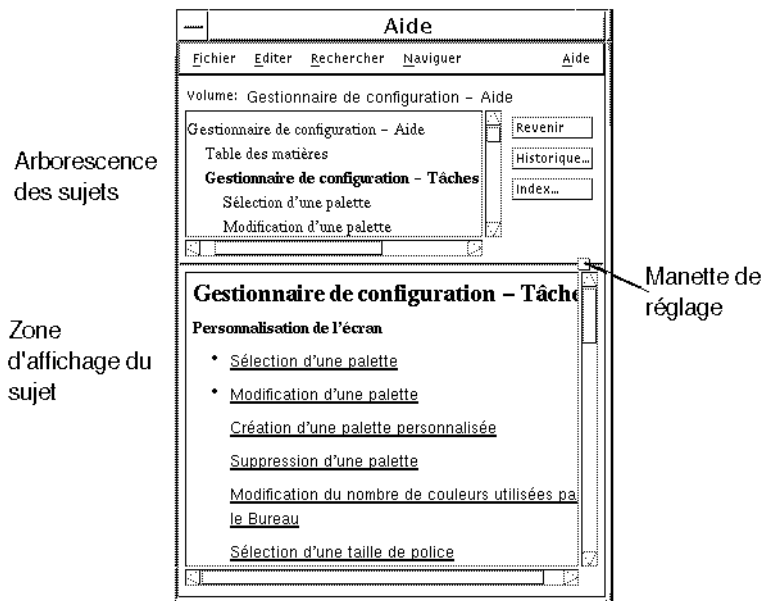 Aide
Fichier Editer Rechercher Naviguer Aide
Volume: Gestionnaire de configuration – Aide
Gestionnaire de configuration – Aide
Table des matières
Gestionnaire de configuration – Tâches
Sélection d'une palette
Modification d'une palette
Revenir
Historique...
Index...
Arborescence
des sujets
Manette de
réglage
Zone
d'affichage du
sujet
Gestionnaire de configuration – Tâche
Personnalisation de l'écran
• Sélection d'une palette
• Modification d'une palette
Création d'une palette personnalisée
Suppression d'une palette
Modification du nombre de couleurs utilisées pa
le Bureau
Sélection d'une taille de police